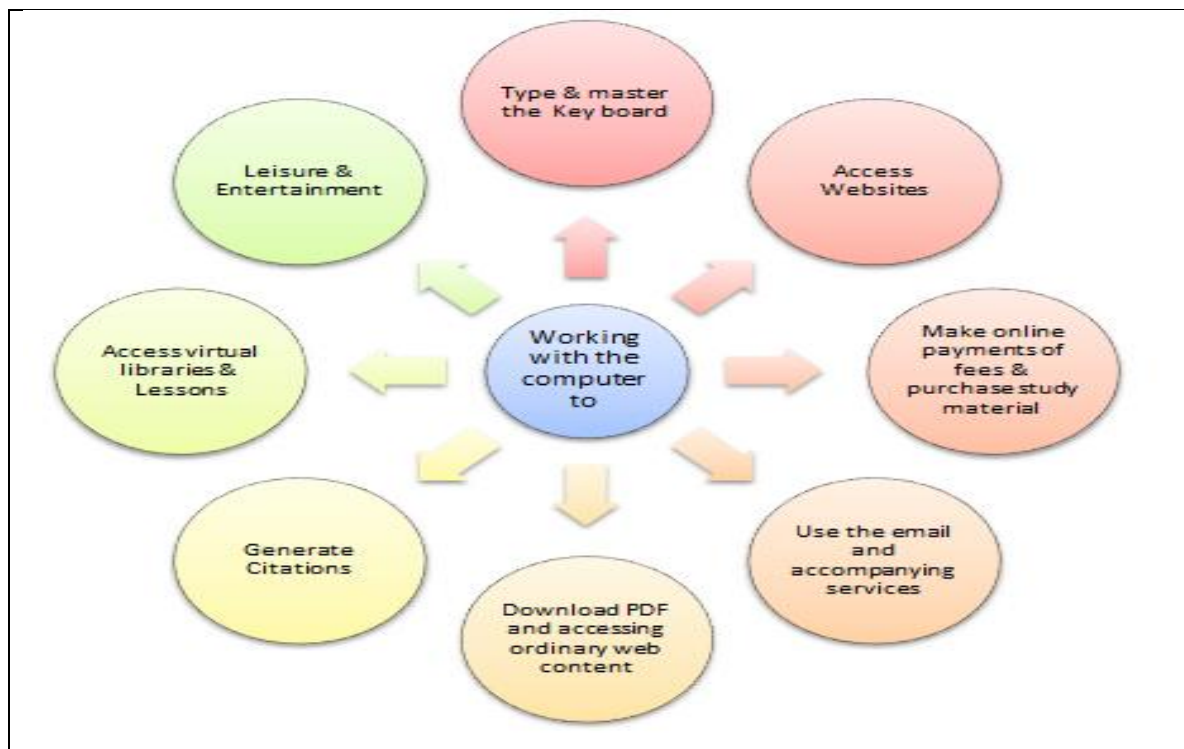 Type & master
the Key board
Access
Websites
Make online
payments of
fees &
purchase study
material
Use the email
and
accompanying
services
Download PDF
and accessing
ordinary web
content
Generate
Citations
Access virtual
libraries &
Lessons
Leisure &
Entertainment
Working
with the
computer
to